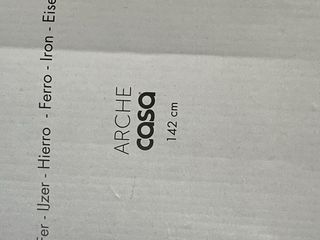 Fer - IJzer - Hierro - Ferro - Iron - Eise
ARCHE
casa
142 cm